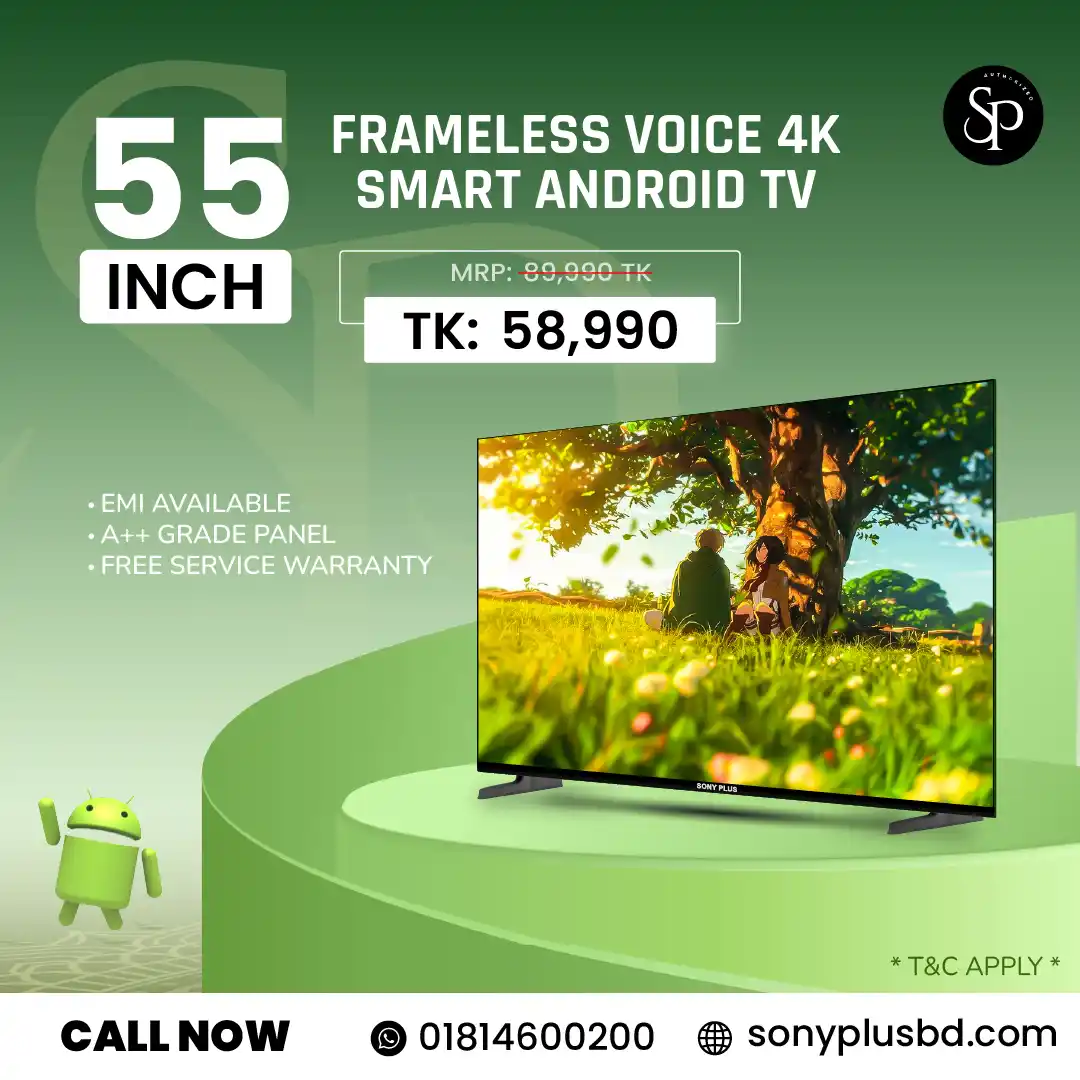 55
INCH
FRAMELESS VOICE 4K
SMART ANDROID TV
AUTHORIZED
SP
MRP: 89,990 TK
TK: 58,990
• EMI AVAILABLE
• A++ GRADE PANEL
• FREE SERVICE WARRANTY
SONY PLUS
* T&C APPLY *
CALL NOW
01814600200
sonyplusbd.com